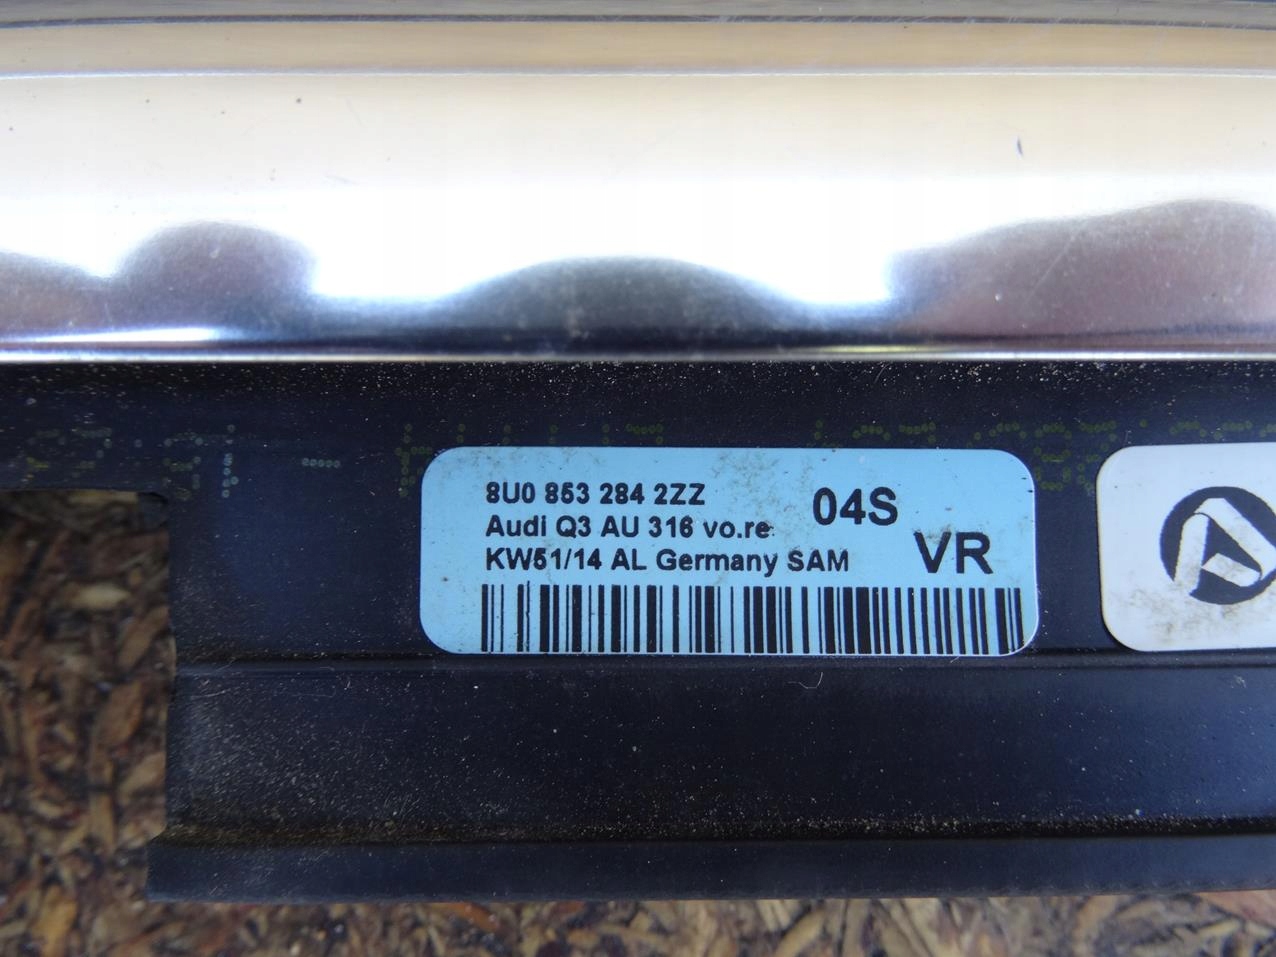 8U0 853 284 2ZZ
04S
Audi Q3 AU 316 vo.re
VR
KW51/14 AL Germany SAM